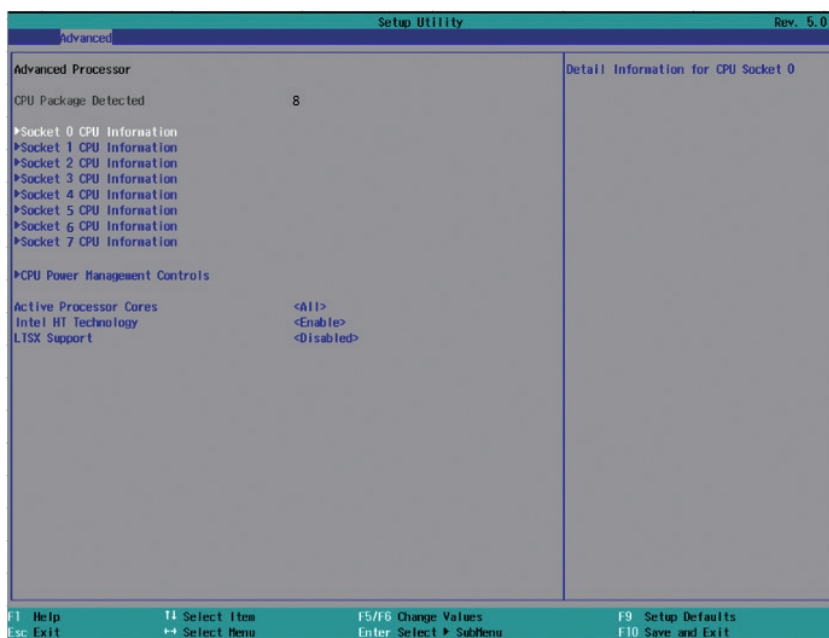 Setup Utility Rev. 5.0
Advanced
Advanced Processor
Detail Information for CPU Socket 0
CPU Package Detected 8
▶Socket 0 CPU Information
▶Socket 1 CPU Information
▶Socket 2 CPU Information
▶Socket 3 CPU Information
▶Socket 4 CPU Information
▶Socket 5 CPU Information
▶Socket 6 CPU Information
▶Socket 7 CPU Information
▶CPU Power Management Controls
Active Processor Cores <All>
Intel HT Technology <Enable>
LTSX Support <Disabled>
F1 Help ↑↓ Select Item F5/F6 Change Values F9 Setup Defaults
Esc Exit ↔ Select Menu Enter Select ▶ SubMenu F10 Save and Exit